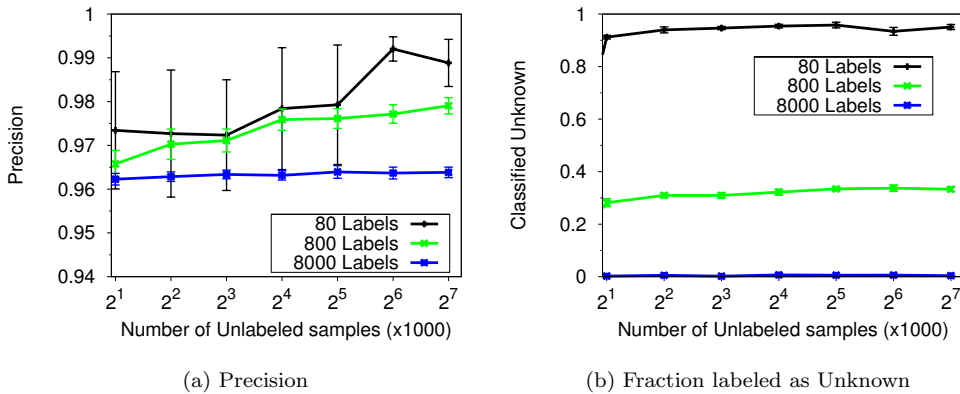 0.99
0.98
0.97
0.96
0.95
0.94
Precision
80 Labels
800 Labels
8000 Labels
2^1 2^2 2^3 2^4 2^5 2^6 2^7
Number of Unlabeled samples (x1000)
(a) Precision
1
0.8
0.6
0.4
0.2
0
Classified Unknown
80 Labels
800 Labels
8000 Labels
2^1 2^2 2^3 2^4 2^5 2^6 2^7
Number of Unlabeled samples (x1000)
(b) Fraction labeled as Unknown